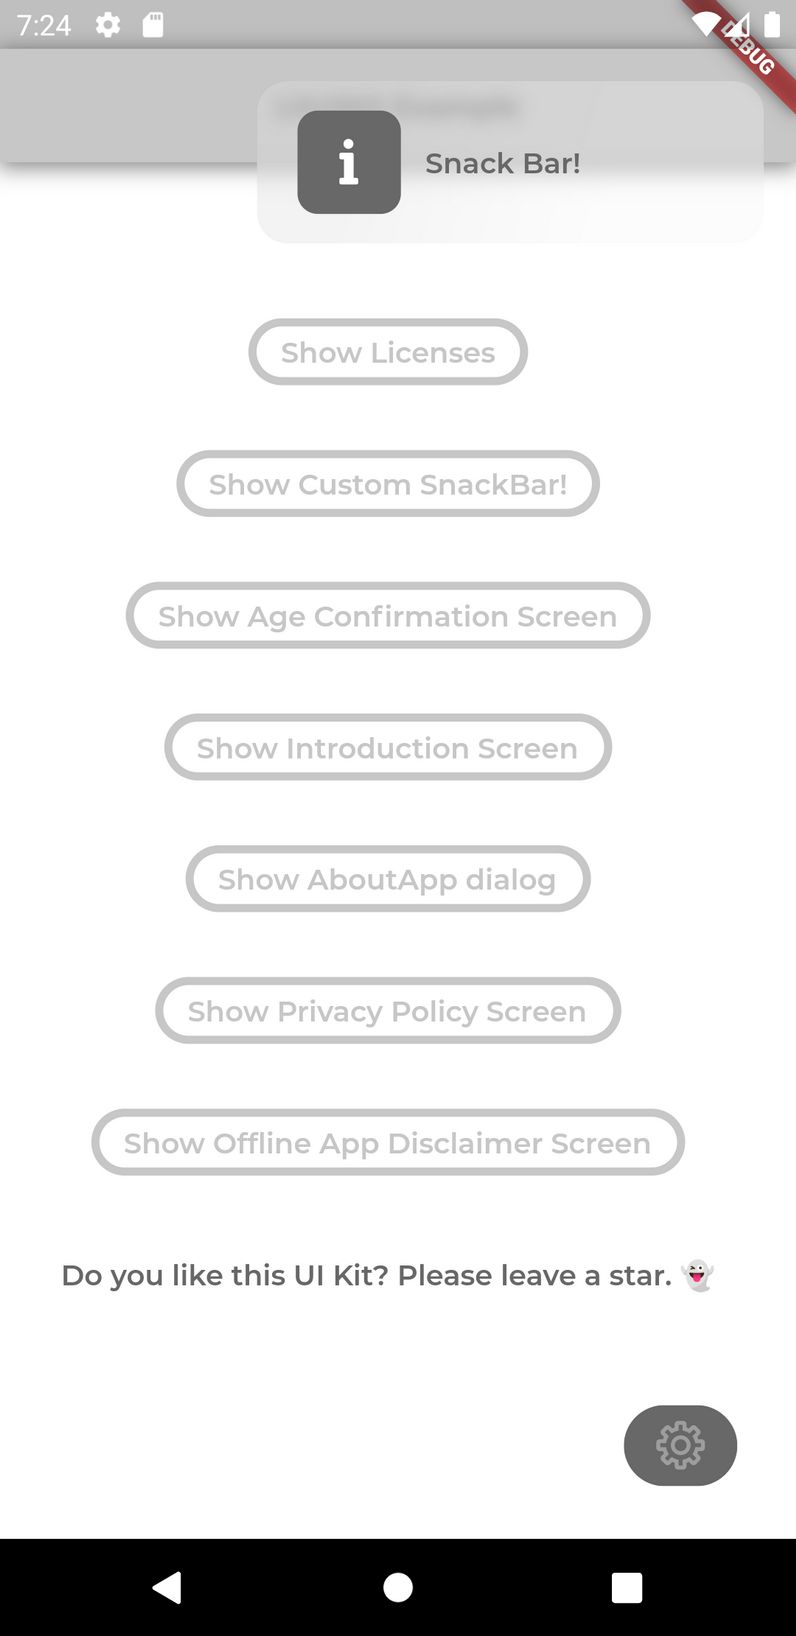 7:24
DEBUG
Snack Bar!
Show Licenses
Show Custom SnackBar!
Show Age Confirmation Screen
Show Introduction Screen
Show AboutApp dialog
Show Privacy Policy Screen
Show Offline App Disclaimer Screen
Do you like this UI Kit? Please leave a star. 👻